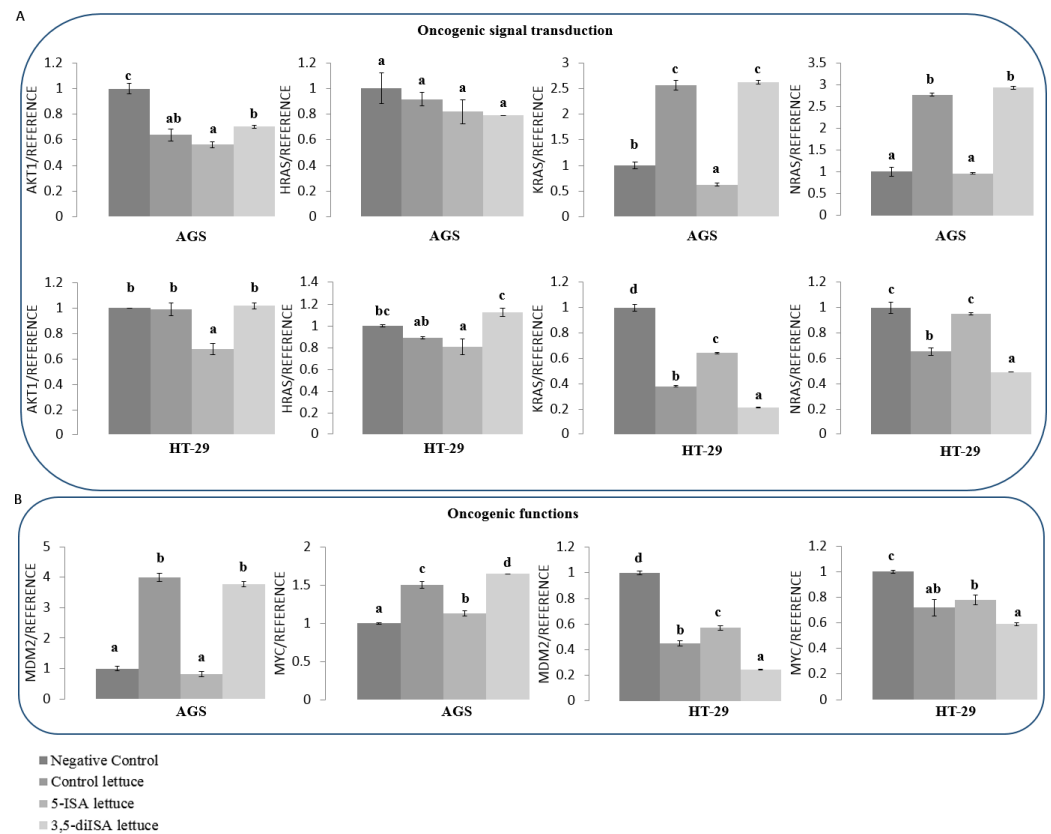 A
Oncogenic signal transduction
AKT1/REFERENCE
1.2
1
0.8
0.6
0.4
0.2
0
c
ab
a
b
AGS
HRAS/REFERENCE
1.2
1
0.8
0.6
0.4
0.2
0
a
a
a
a
AGS
KRAS/REFERENCE
3
2.5
2
1.5
1
0.5
0
b
c
a
c
AGS
NRAS/REFERENCE
3.5
3
2.5
2
1.5
1
0.5
0
a
b
a
b
AGS
AKT1/REFERENCE
1.2
1
0.8
0.6
0.4
0.2
0
b
b
a
b
HT-29
HRAS/REFERENCE
1.4
1.2
1
0.8
0.6
0.4
0.2
0
bc
ab
a
c
HT-29
KRAS/REFERENCE
1.2
1
0.8
0.6
0.4
0.2
0
d
b
c
a
HT-29
NRAS/REFERENCE
1.2
1
0.8
0.6
0.4
0.2
0
c
b
c
a
HT-29
B
Oncogenic functions
MDM2/REFERENCE
5
4
3
2
1
0
a
b
a
b
AGS
MYC/REFERENCE
2
1.5
1
0.5
0
a
c
b
d
AGS
MDM2/REFERENCE
1.2
1
0.8
0.6
0.4
0.2
0
d
b
c
a
HT-29
MYC/REFERENCE
1.2
1
0.8
0.6
0.4
0.2
0
c
ab
b
a
HT-29
Negative Control
Control lettuce
5-ISA lettuce
3,5-diISA lettuce